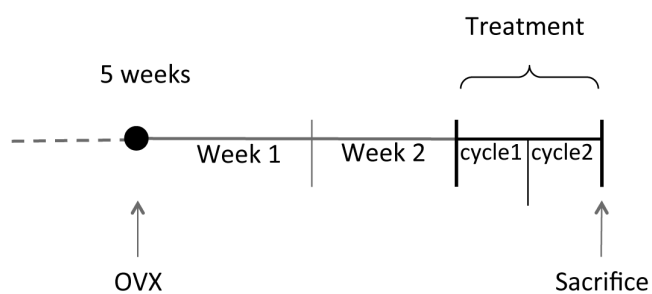 Treatment
5 weeks
Week 1
Week 2
cycle1
cycle2
OVX
Sacrifice